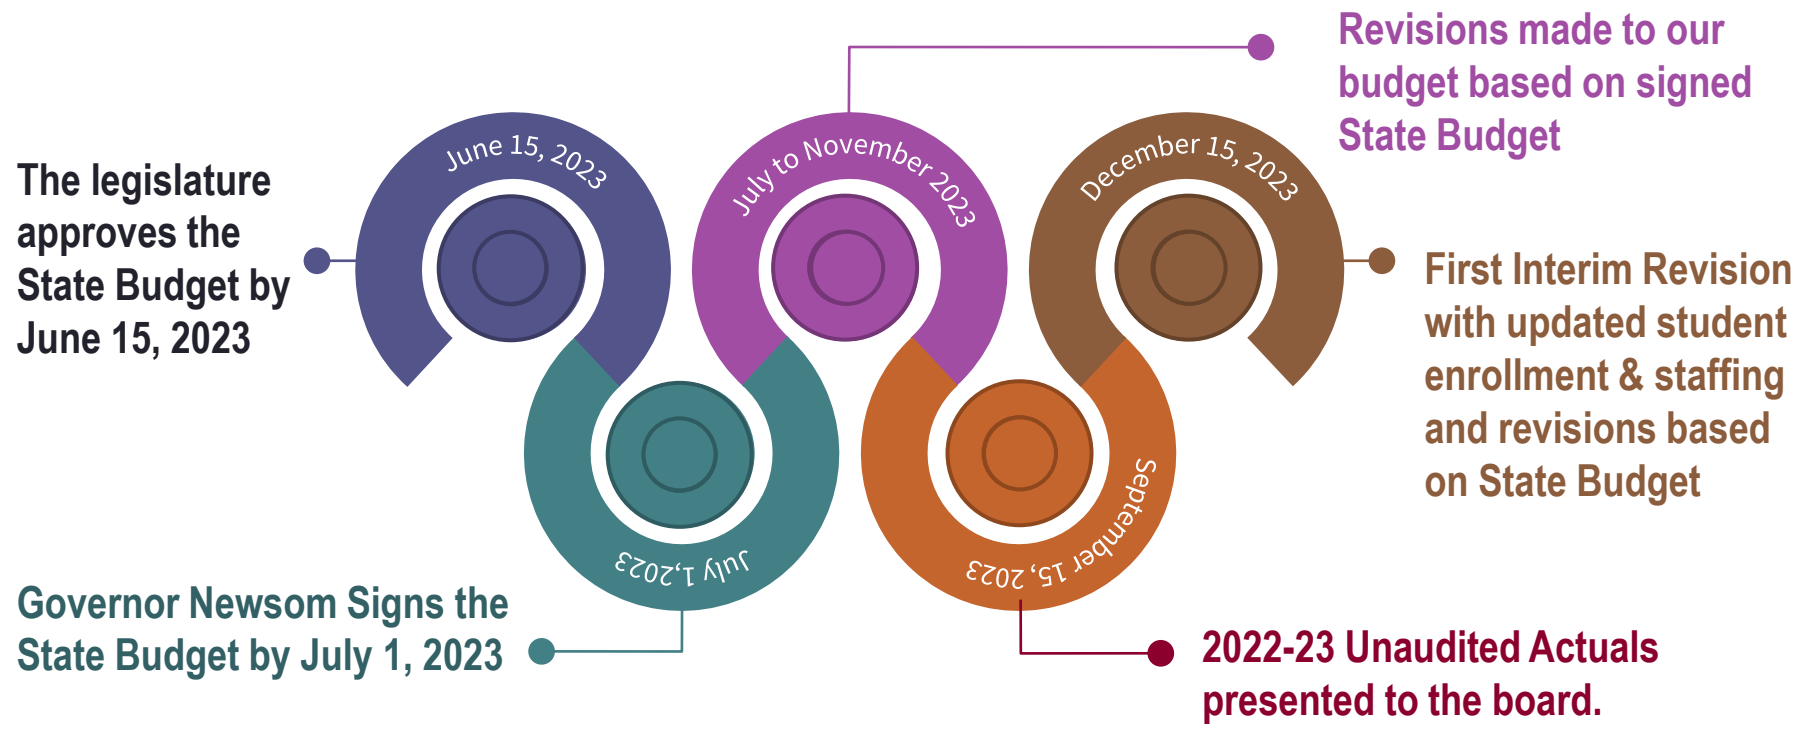 The legislature
approves the
State Budget by
June 15, 2023
June 15, 2023
Governor Newsom Signs the
State Budget by July 1, 2023
July 1,2023
July to November 2023
Revisions made to our
budget based on signed
State Budget
September 15, 2023
2022-23 Unaudited Actuals
presented to the board.
December 15, 2023
First Interim Revision
with updated student
enrollment & staffing
and revisions based
on State Budget